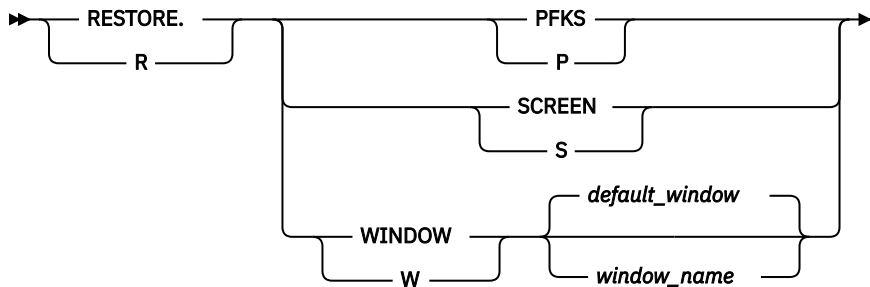 RESTORE. PFKS
R P
SCREEN
S
default_window
WINDOW
W window_name